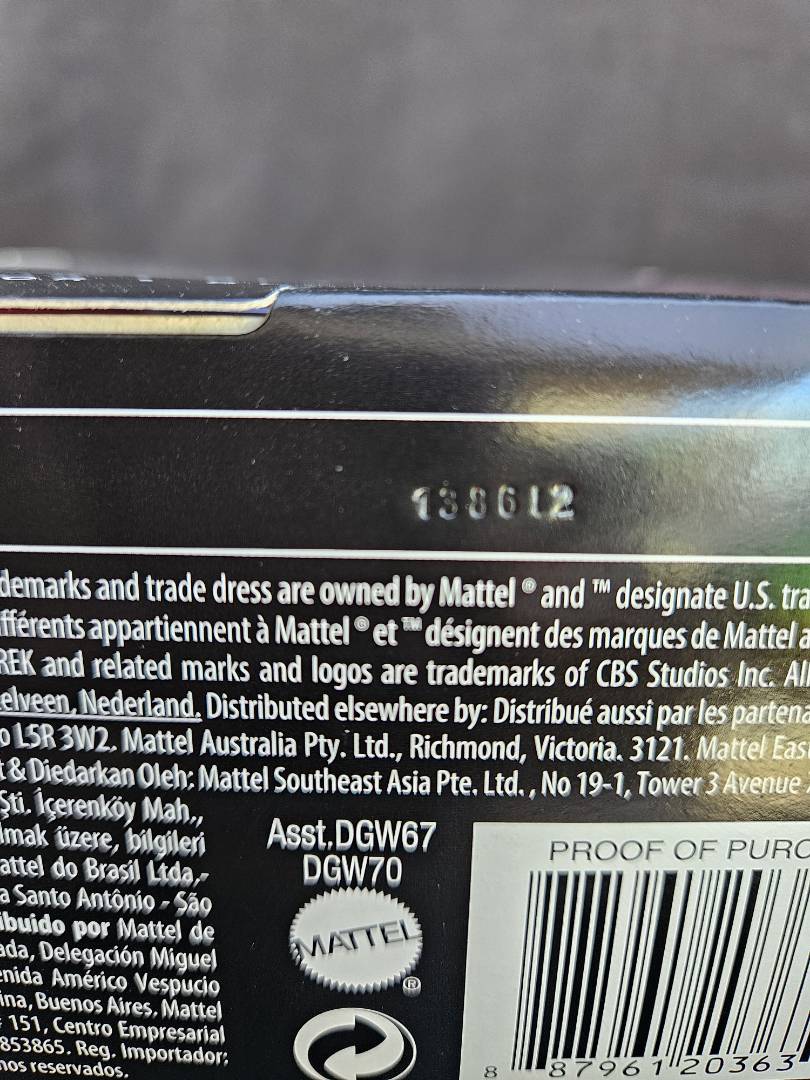 138612
demarks and trade dress are owned by Mattel ® and ™ designate U.S. tra
fférents appartiennent à Mattel ® et ™ désignent des marques de Mattel a
REK and related marks and logos are trademarks of CBS Studios Inc. All
elveen, Nederland. Distributed elsewhere by: Distribué aussi par les partena
o L5R 3W2. Mattel Australia Pty. Ltd., Richmond, Victoria. 3121. Mattel East
t & Diedarkan Oleh: Mattel Southeast Asia Pte. Ltd. , No 19-1, Tower 3 Avenue
Şti. İçerenköy Mah.,
lmak üzere, bilgileri
attel do Brasil Ltda.-
a Santo Antônio - São
ibuido por Mattel de
ada, Delegación Miguel
enida Américo Vespucio
ina, Buenos Aires, Mattel
151, Centro Empresarial
853865. Reg. Importador:
nos reservados.
Asst.DGW67
DGW70
MATTEL
®
PROOF OF PURC
8 87961 20363